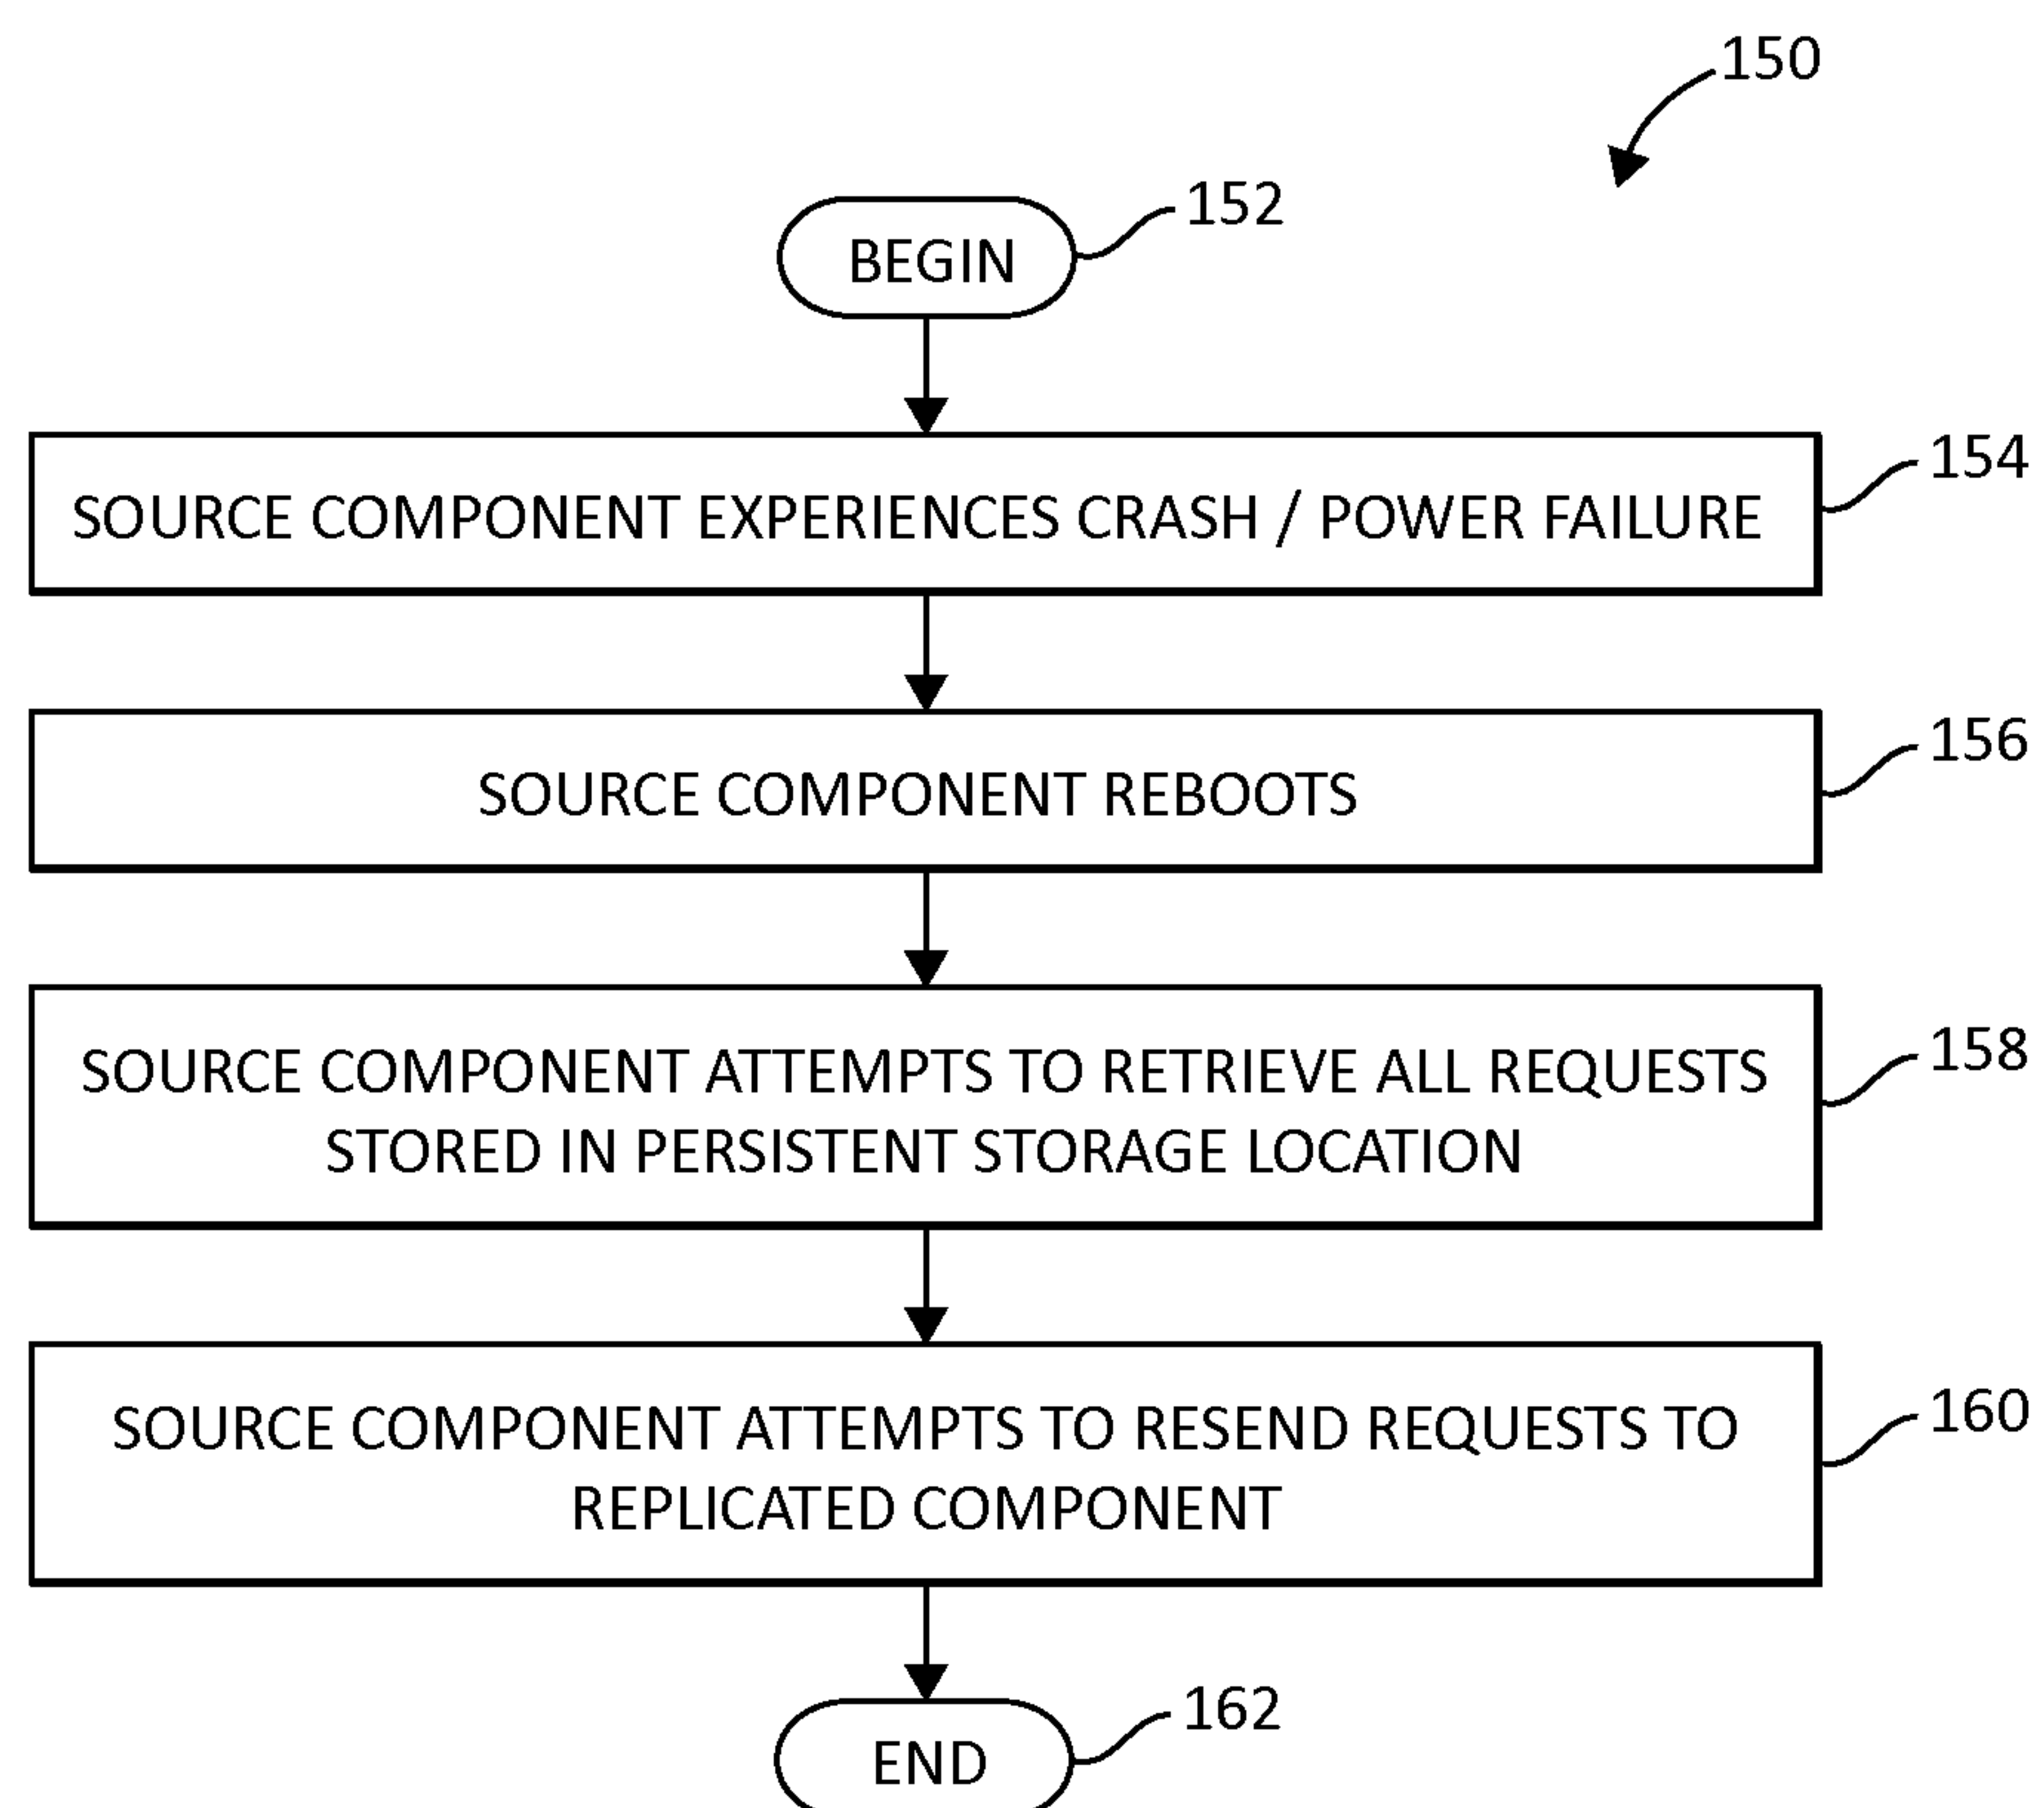 150
152
BEGIN
154
SOURCE COMPONENT EXPERIENCES CRASH / POWER FAILURE
156
SOURCE COMPONENT REBOOTS
158
SOURCE COMPONENT ATTEMPTS TO RETRIEVE ALL REQUESTS
STORED IN PERSISTENT STORAGE LOCATION
160
SOURCE COMPONENT ATTEMPTS TO RESEND REQUESTS TO
REPLICATED COMPONENT
162
END